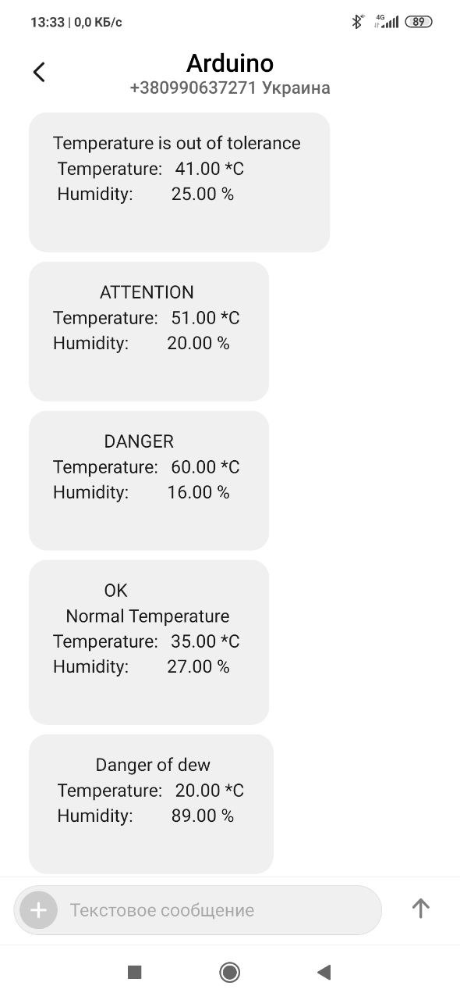 13:33 | 0,0 КБ/с
4G
89
Arduino
+380990637271 Украина
Temperature is out of tolerance
Temperature: 41.00 *C
Humidity: 25.00 %
ATTENTION
Temperature: 51.00 *C
Humidity: 20.00 %
DANGER
Temperature: 60.00 *C
Humidity: 16.00 %
OK
Normal Temperature
Temperature: 35.00 *C
Humidity: 27.00 %
Danger of dew
Temperature: 20.00 *C
Humidity: 89.00 %
Текстовое сообщение